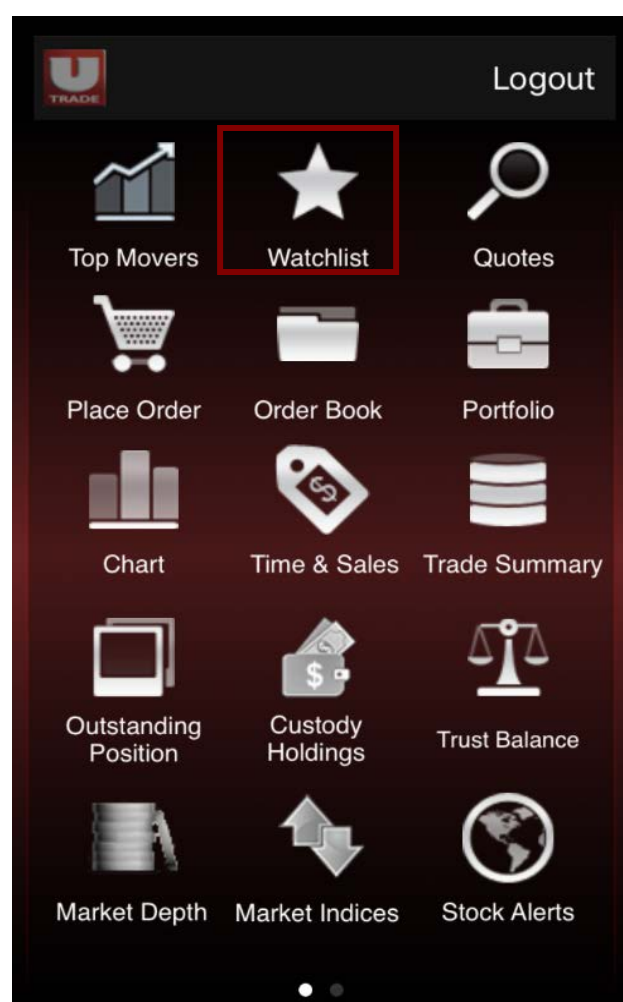 U
TRADE
Logout
Top Movers
Watchlist
Quotes
Place Order
Order Book
Portfolio
$
Chart
Time & Sales
Trade Summary
$
Outstanding
Position
Custody
Holdings
Trust Balance
Market Depth
Market Indices
Stock Alerts